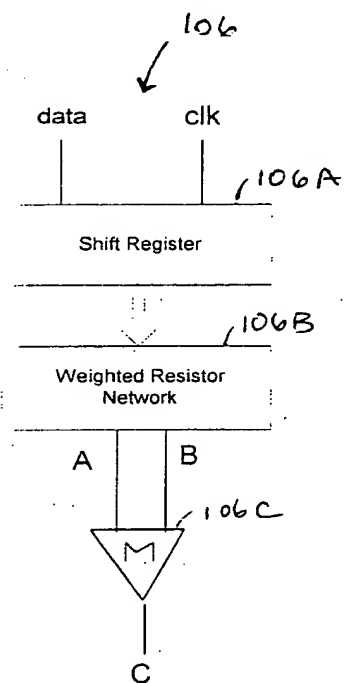 106
data clk
106A
Shift Register
106B
Weighted Resistor
Network
A B
106C
C